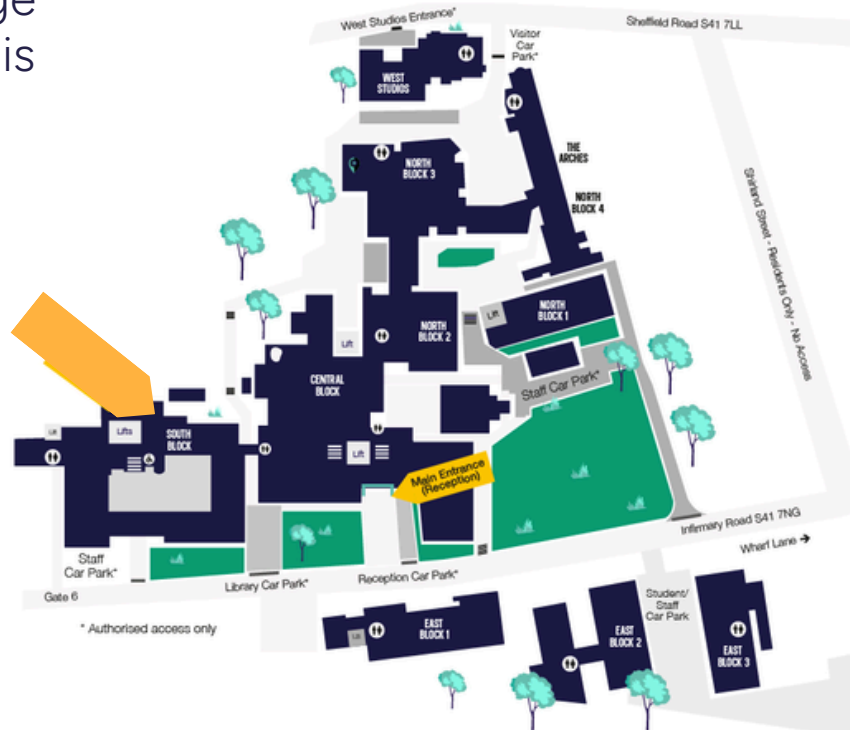 ge
is
West Studios Entrance*
Sheffield Road S41 7LL
Visitor
Car
Park*
WEST
STUDIOS
THE
ARCHES
NORTH
BLOCK 3
NORTH
BLOCK 4
Shirland Street - Residents Only - No Access
Lift
NORTH
BLOCK 1
NORTH
BLOCK 2
Lift
CENTRAL
BLOCK
Staff Car Park*
Lift
Lifts
SOUTH
BLOCK
Lift
Main Entrance
(Reception)
Infirmary Road S41 7NG
Wharf Lane →
Staff
Car Park*
Library Car Park*
Reception Car Park*
Gate 6
* Authorised access only
Student/
Staff
Car Park
EAST
BLOCK 1
Lift
EAST
BLOCK 2
EAST
BLOCK 3